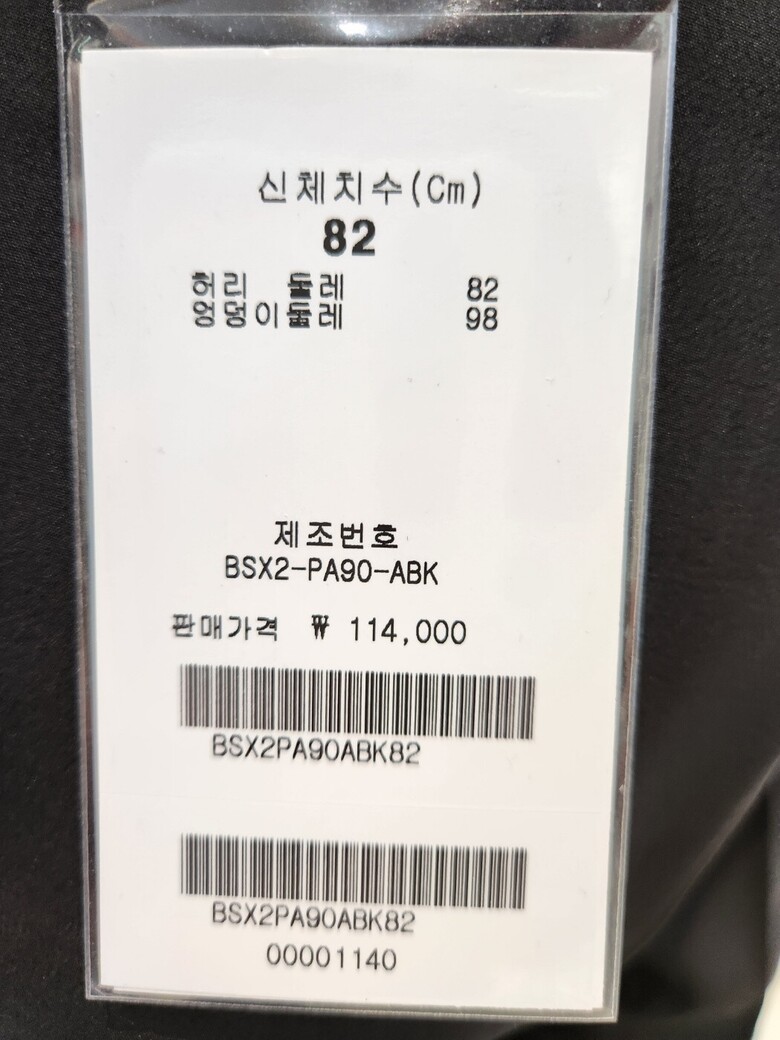 신체치수(Cm)
82
허리 둘레 82
엉덩이둘레 98
제조번호
BSX2-PA90-ABK
판매가격 ₩ 114,000
BSX2PA90ABK82
BSX2PA90ABK82
00001140